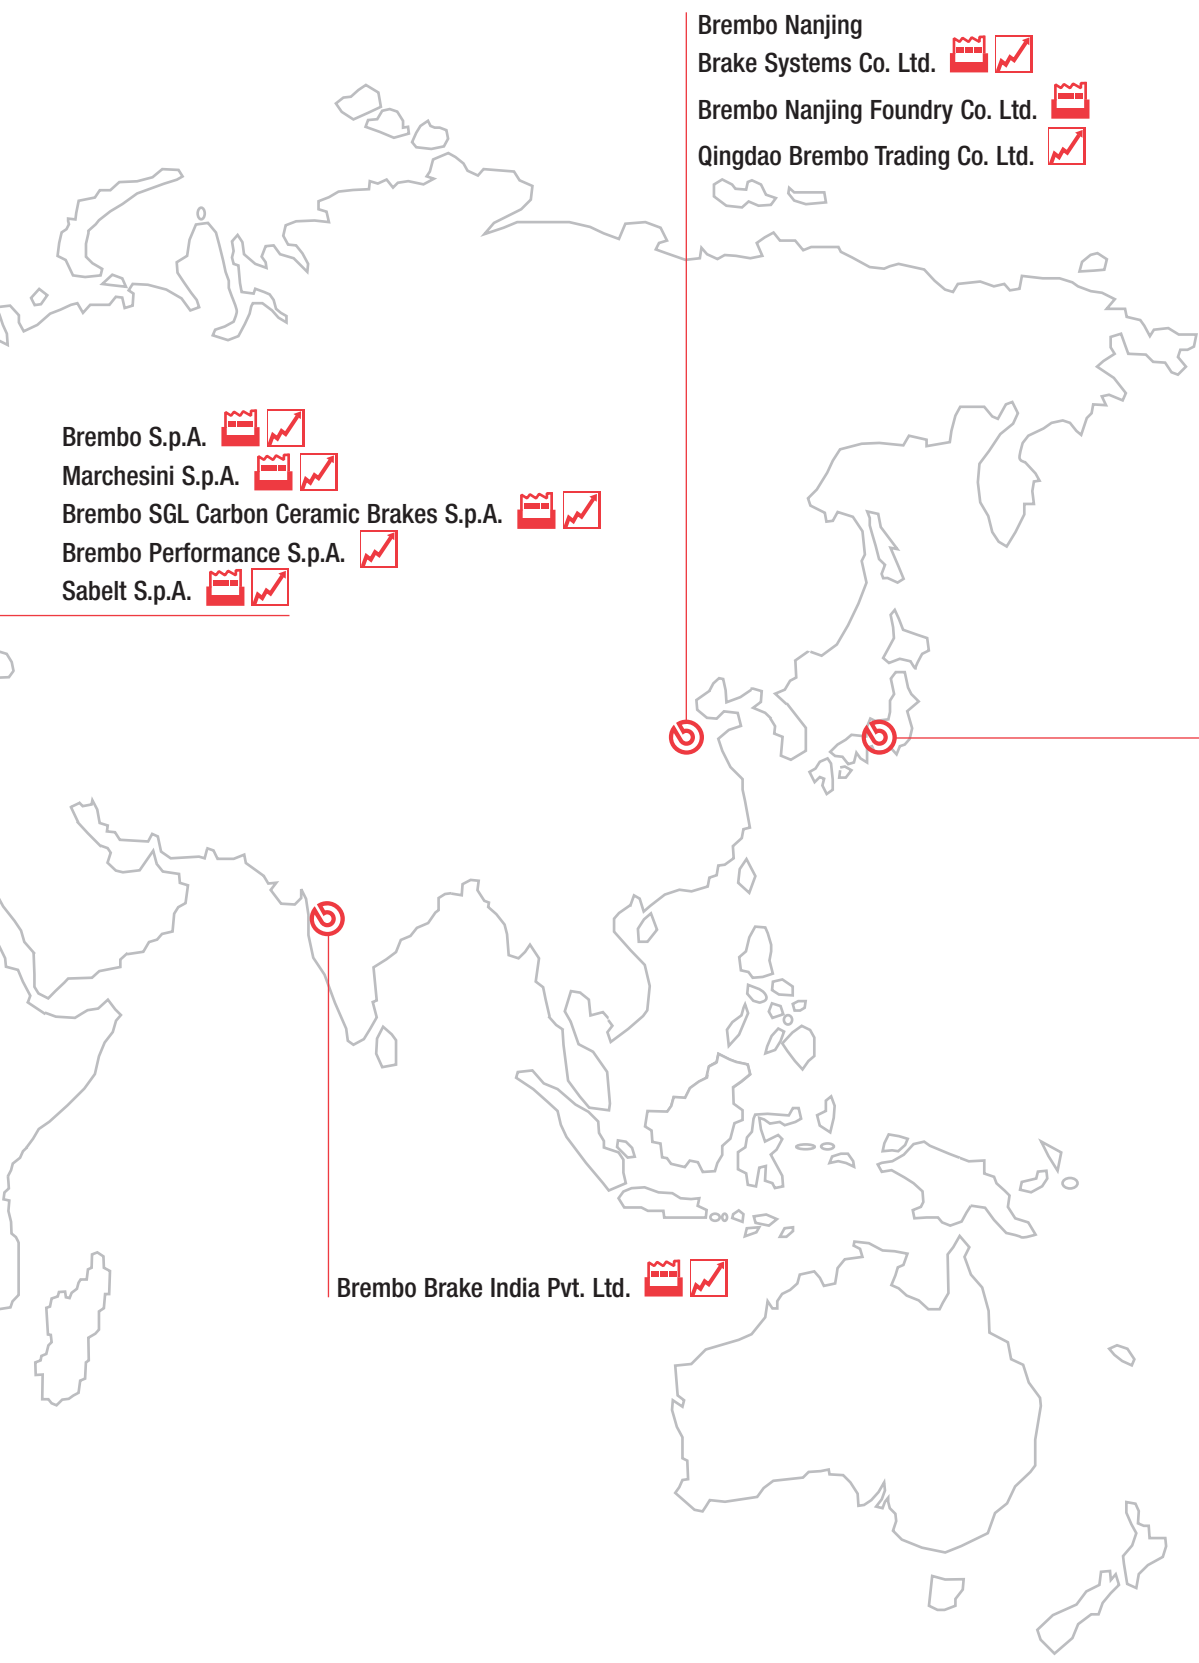 Brembo Nanjing
Brake Systems Co. Ltd.
Brembo Nanjing Foundry Co. Ltd.
Qingdao Brembo Trading Co. Ltd.
Brembo S.p.A.
Marchesini S.p.A.
Brembo SGL Carbon Ceramic Brakes S.p.A.
Brembo Performance S.p.A.
Sabelt S.p.A.
Brembo Brake India Pvt. Ltd.